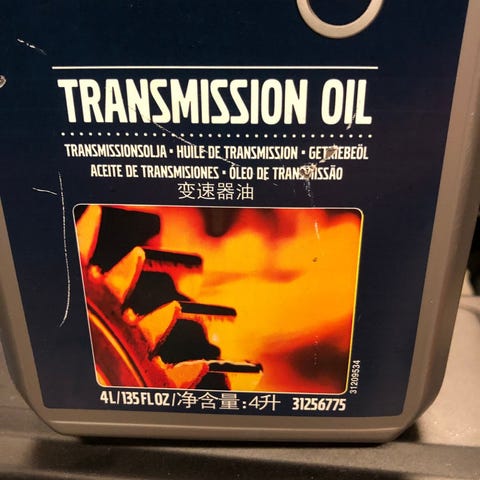 TRANSMISSION OIL
TRANSMISSIONSOLJA • HUILE DE TRANSMISSION • GETRIEBEÖL
ACEITE DE TRANSMISIONES • ÓLEO DE TRANSMISSÃO
变速器油
31209534
4L/135 FL OZ/净含量:4升 31256775